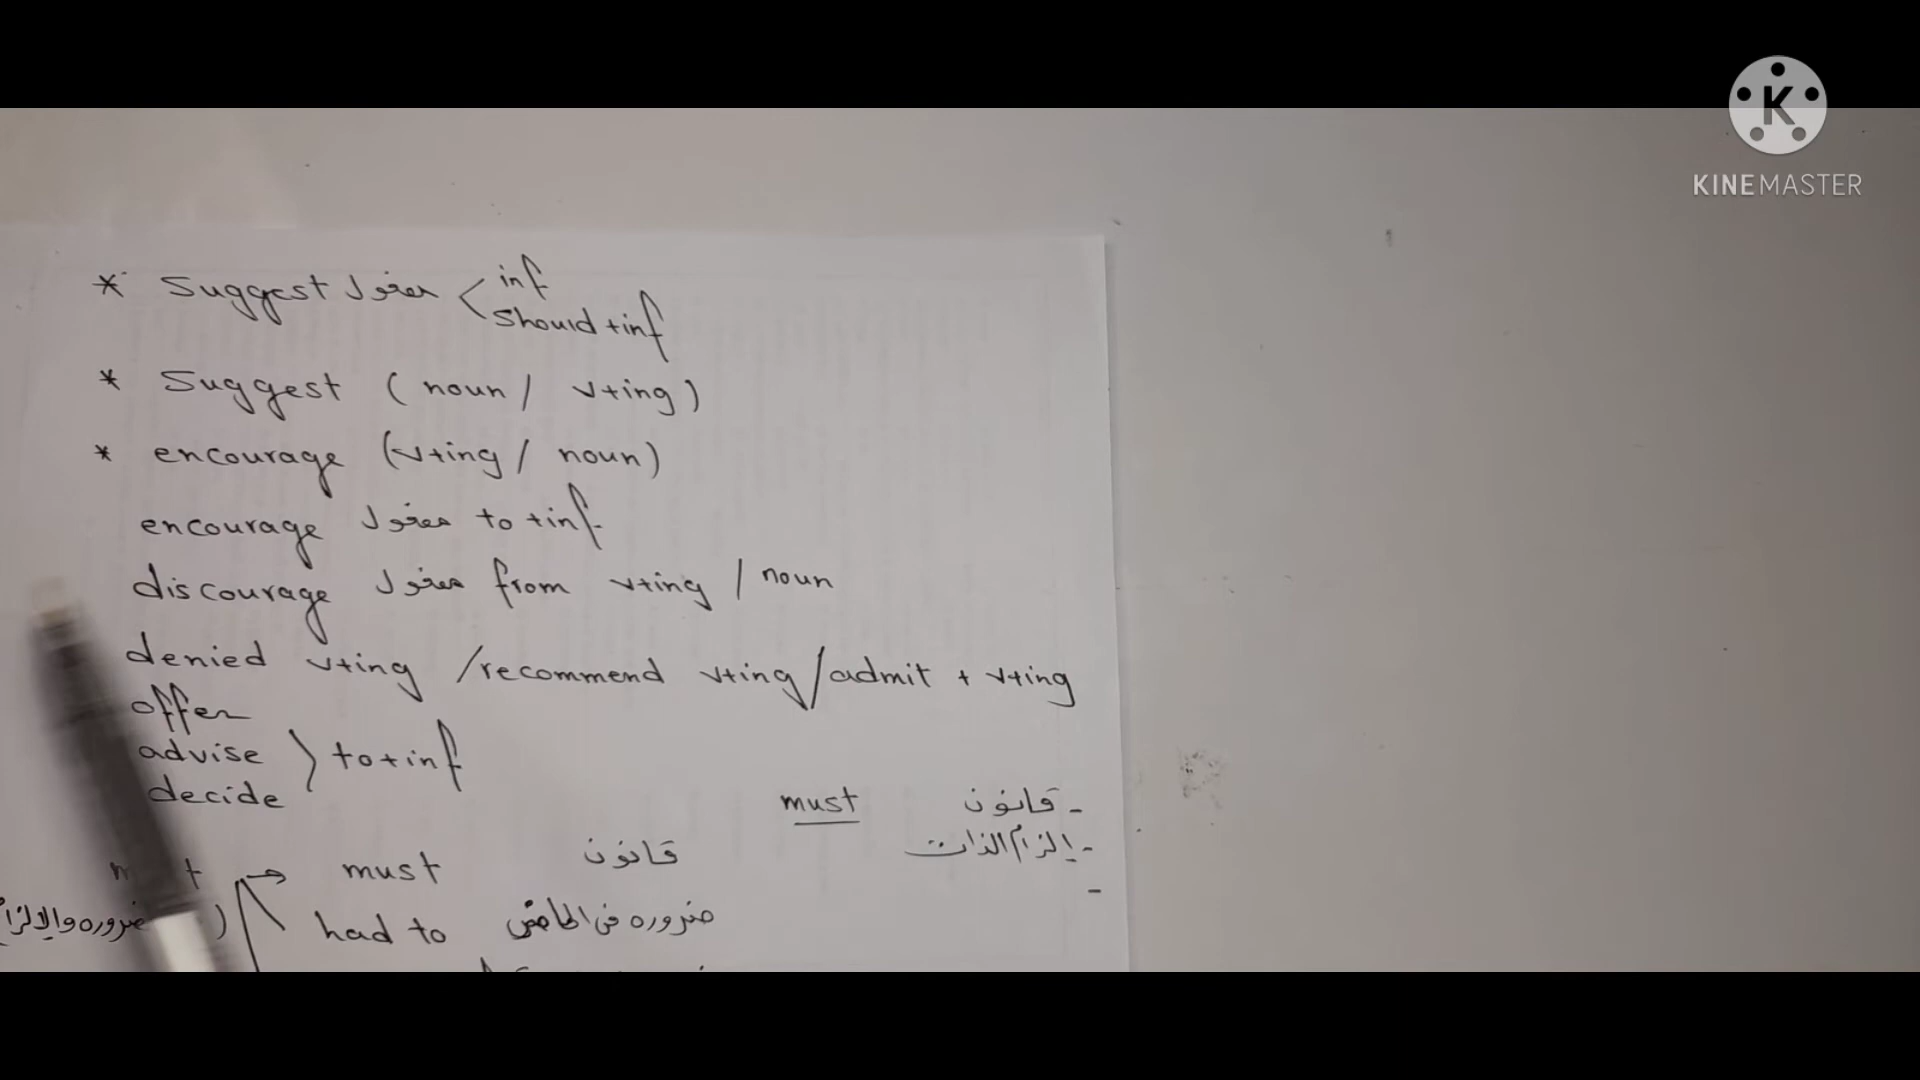 K
KINEMASTER
* Suggest مفعول < inf
should + inf
* Suggest ( noun / v+ing )
* encourage (v+ing / noun)
encourage مفعول to + inf
discourage مفعول from v+ing / noun
denied v+ing / recommend v+ing / admit + v+ing
offer
advise } to + inf
decide
must - قانون
- إلزام الذات
-
→ must قانون
had to ضروره فى الماضى